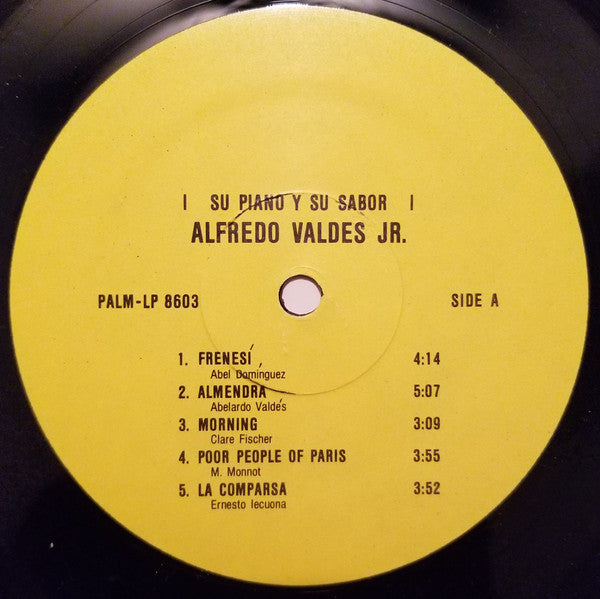 | SU PIANO Y SU SABOR |
ALFREDO VALDES JR.
PALM-LP 8603 SIDE A
1. FRENESÍ 4:14
Abel Domínguez
2. ALMENDRA 5:07
Abelardo Valdés
3. MORNING 3:09
Clare Fischer
4. POOR PEOPLE OF PARIS 3:55
M. Monnot
5. LA COMPARSA 3:52
Ernesto lecuona